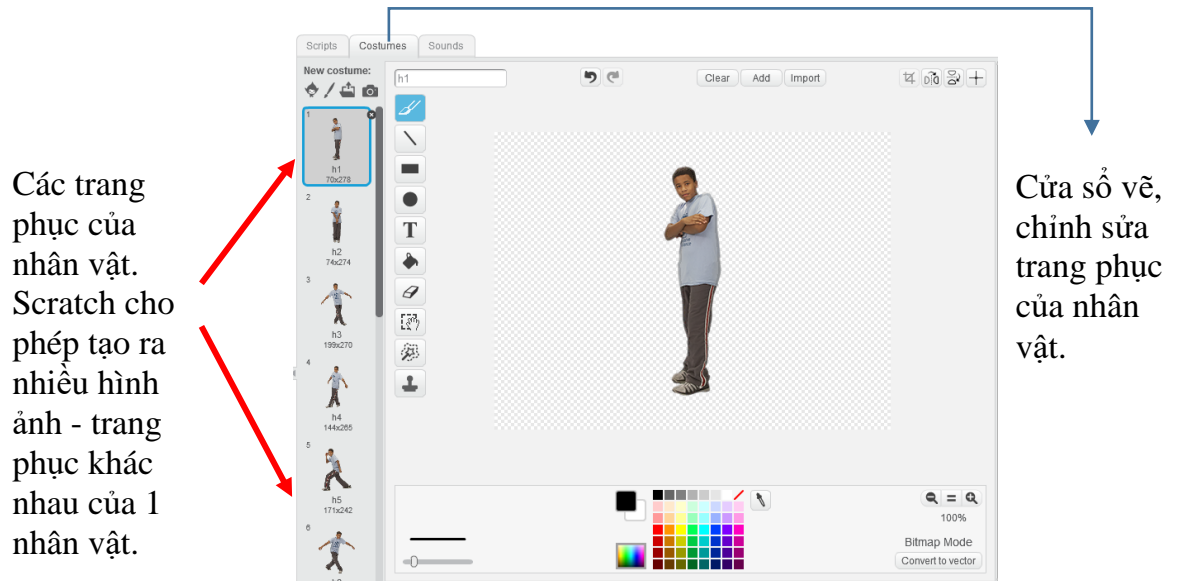 Scripts Costumes Sounds
New costume:
h1
Clear Add Import
1
h1
70x278
2
h2
74x274
3
h3
199x270
4
h4
144x265
5
h5
171x242
6
T
100%
Bitmap Mode
Convert to vector
Các trang
phục của
nhân vật.
Scratch cho
phép tạo ra
nhiều hình
ảnh - trang
phục khác
nhau của 1
nhân vật.
Cửa sổ vẽ,
chỉnh sửa
trang phục
của nhân
vật.